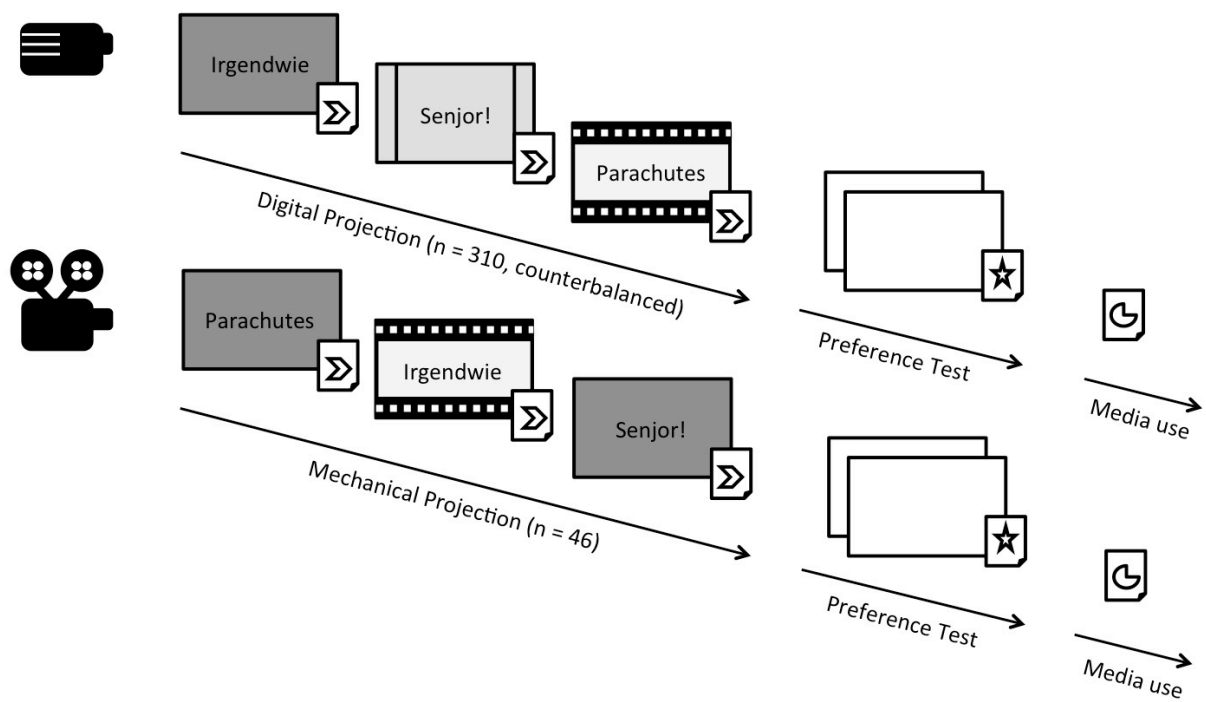 Irgendwie
Senjor!
Parachutes
Digital Projection (n = 310, counterbalanced)
Preference Test
Media use
Parachutes
Irgendwie
Senjor!
Mechanical Projection (n = 46)
Preference Test
Media use